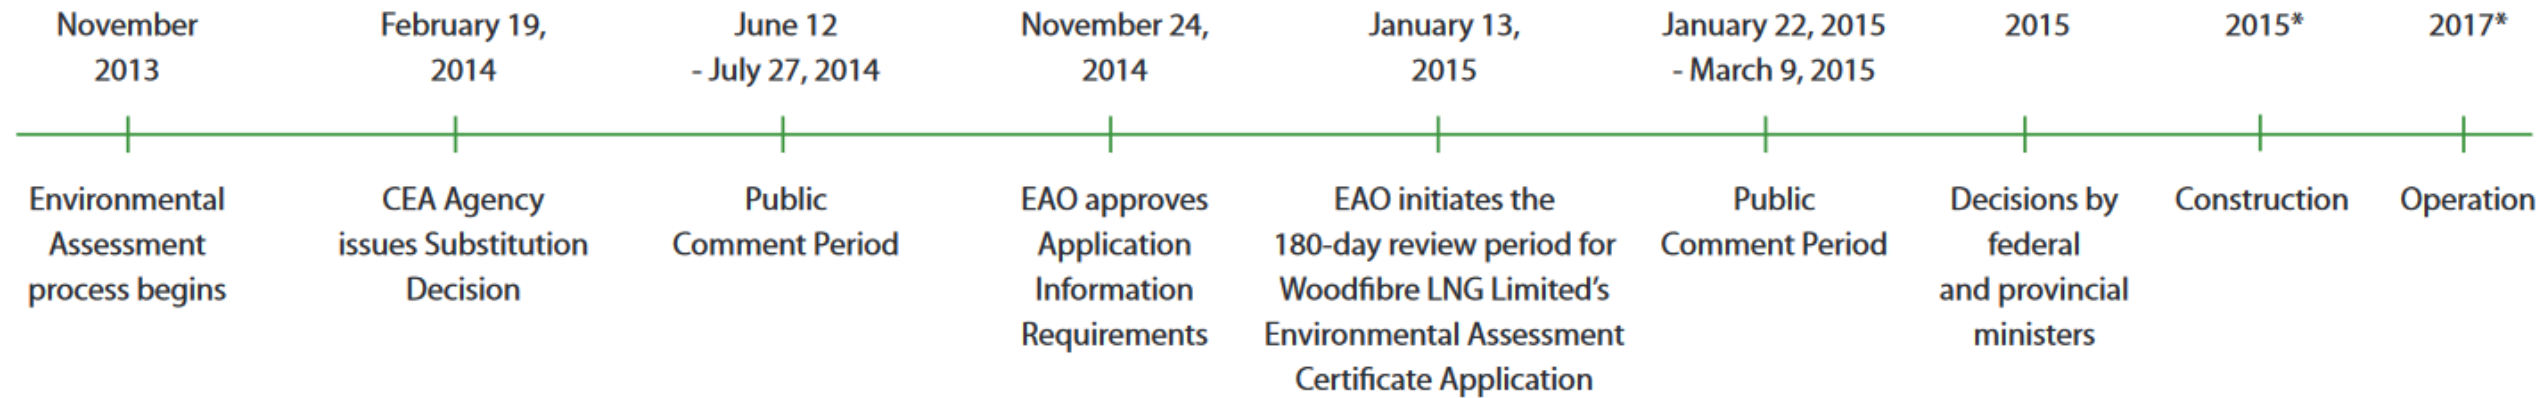 November
2013
February 19,
2014
June 12
- July 27, 2014
November 24,
2014
January 13,
2015
January 22, 2015
- March 9, 2015
2015
2015*
2017*
Environmental
Assessment
process begins
CEA Agency
issues Substitution
Decision
Public
Comment Period
EAO approves
Application
Information
Requirements
EAO initiates the
180-day review period for
Woodfibre LNG Limited’s
Environmental Assessment
Certificate Application
Public
Comment Period
Decisions by
federal
and provincial
ministers
Construction
Operation